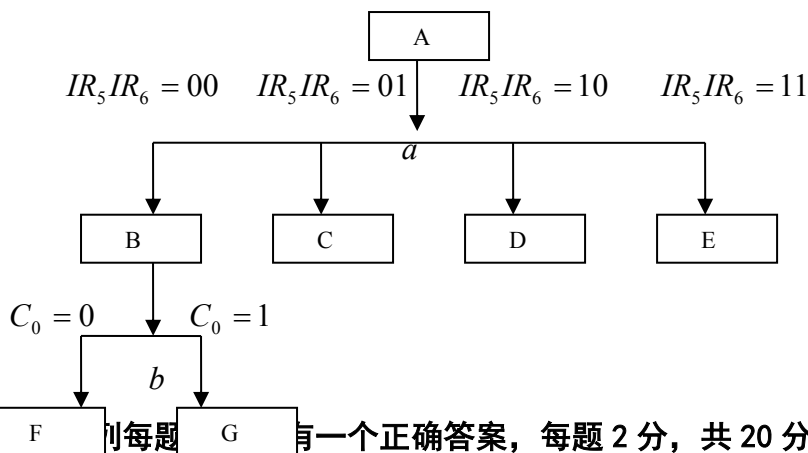 A
IR₅IR₆ = 00 IR₅IR₆ = 01 IR₅IR₆ = 10 IR₅IR₆ = 11
a
B C D E
C₀ = 0 C₀ = 1
b
F 列每题 G 有一个正确答案，每题 2 分，共 20 分